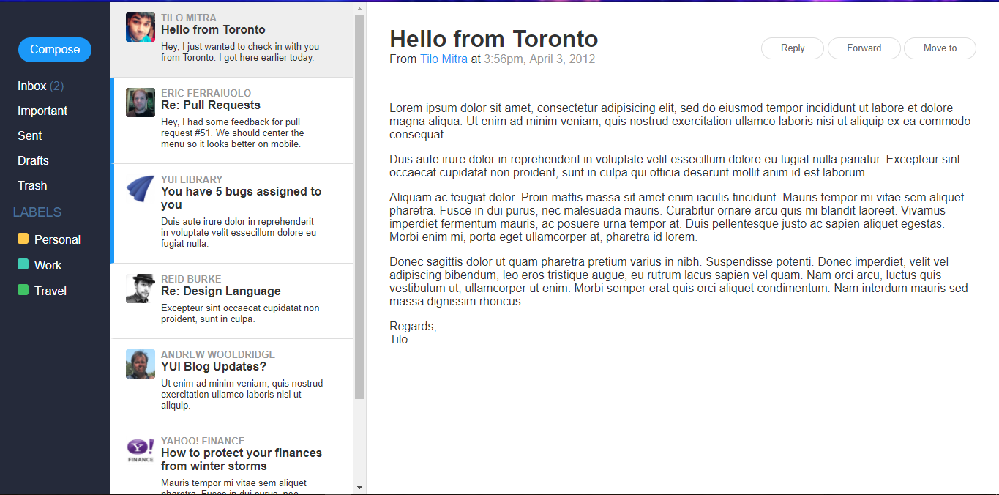 Compose
Inbox (2)
Important
Sent
Drafts
Trash
LABELS
Personal
Work
Travel
TILO MITRA
Hello from Toronto
Hey, I just wanted to check in with you
from Toronto. I got here earlier today.
ERIC FERRAIUOLO
Re: Pull Requests
Hey, I had some feedback for pull
request #51. We should center the
menu so it looks better on mobile.
YUI LIBRARY
You have 5 bugs assigned to
you
Duis aute irure dolor in reprehenderit
in voluptate velit essecillum dolore eu
fugiat nulla.
REID BURKE
Re: Design Language
Excepteur sint occaecat cupidatat non
proident, sunt in culpa.
ANDREW WOOLDRIDGE
YUI Blog Updates?
Ut enim ad minim veniam, quis nostrud
exercitation ullamco laboris nisi ut
aliquip.
Y!
FINANCE
YAHOO! FINANCE
How to protect your finances
from winter storms
Mauris tempor mi vitae sem aliquet
pharetra. Fusce in dui purus, nec
Hello from Toronto
From Tilo Mitra at 3:56pm, April 3, 2012
Reply
Forward
Move to
Lorem ipsum dolor sit amet, consectetur adipisicing elit, sed do eiusmod tempor incididunt ut labore et dolore
magna aliqua. Ut enim ad minim veniam, quis nostrud exercitation ullamco laboris nisi ut aliquip ex ea commodo
consequat.
Duis aute irure dolor in reprehenderit in voluptate velit essecillum dolore eu fugiat nulla pariatur. Excepteur sint
occaecat cupidatat non proident, sunt in culpa qui officia deserunt mollit anim id est laborum.
Aliquam ac feugiat dolor. Proin mattis massa sit amet enim iaculis tincidunt. Mauris tempor mi vitae sem aliquet
pharetra. Fusce in dui purus, nec malesuada mauris. Curabitur ornare arcu quis mi blandit laoreet. Vivamus
imperdiet fermentum mauris, ac posuere urna tempor at. Duis pellentesque justo ac sapien aliquet egestas.
Morbi enim mi, porta eget ullamcorper at, pharetra id lorem.
Donec sagittis dolor ut quam pharetra pretium varius in nibh. Suspendisse potenti. Donec imperdiet, velit vel
adipiscing bibendum, leo eros tristique augue, eu rutrum lacus sapien vel quam. Nam orci arcu, luctus quis
vestibulum ut, ullamcorper ut enim. Morbi semper erat quis orci aliquet condimentum. Nam interdum mauris sed
massa dignissim rhoncus.
Regards,
Tilo